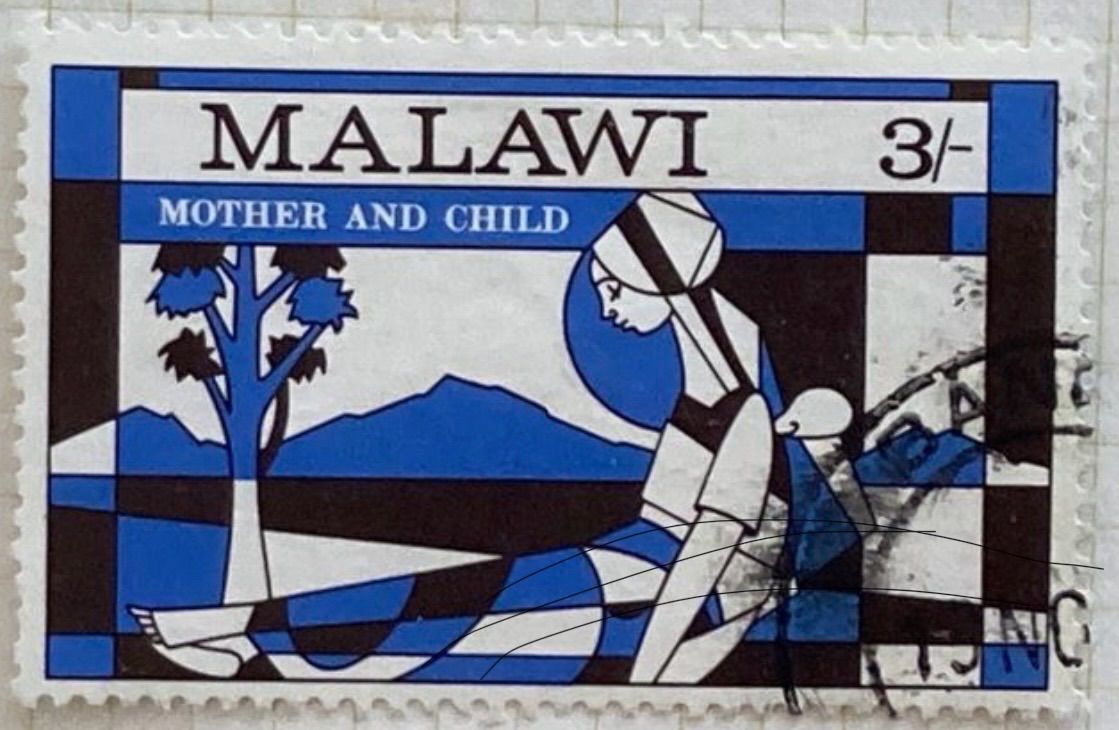 MALAWI 3/-
MOTHER AND CHILD